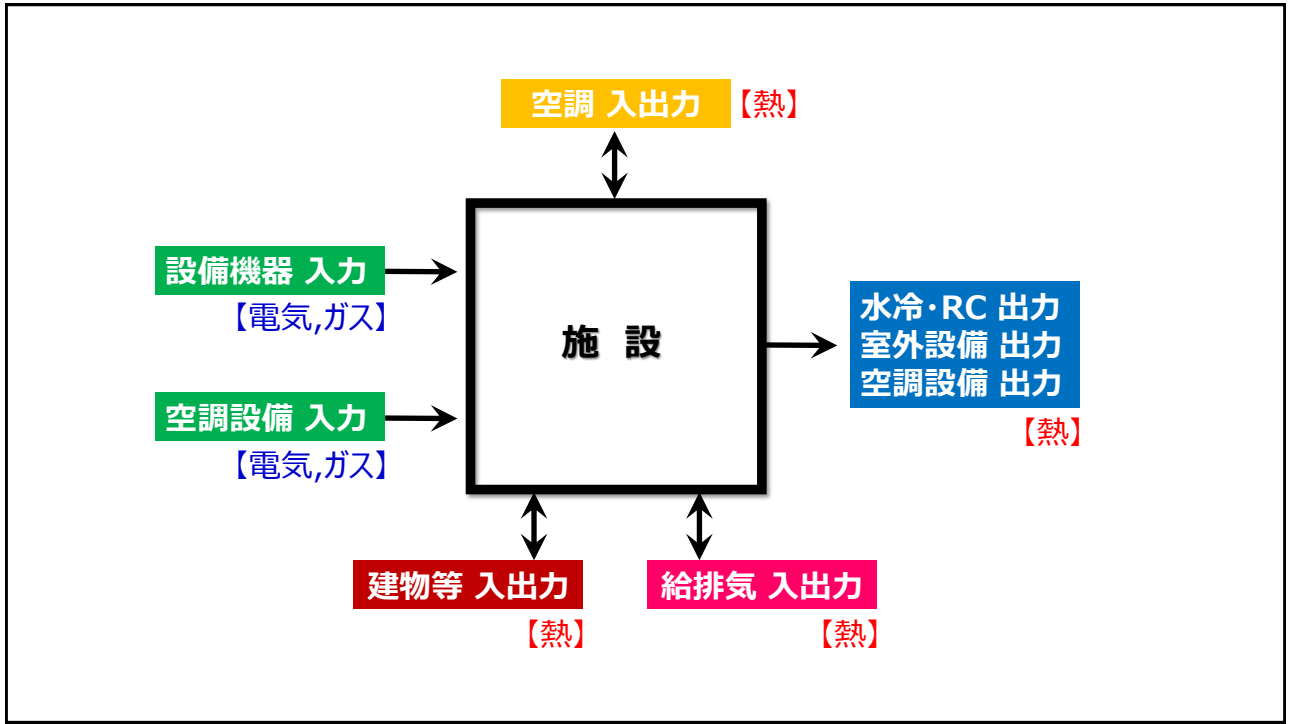 空調 入出力 【熱】
設備機器 入力
【電気,ガス】
空調設備 入力
【電気,ガス】
施 設
水冷･RC 出力
室外設備 出力
空調設備 出力
【熱】
建物等 入出力
【熱】
給排気 入出力
【熱】